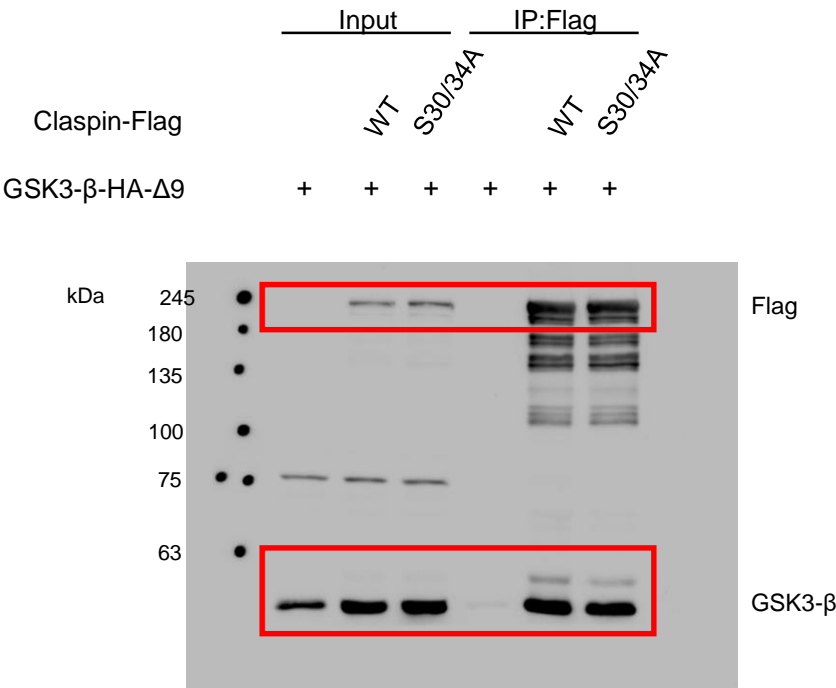 Input IP:Flag
Claspin-Flag WT S30/34A WT S30/34A
GSK3-β-HA-Δ9 + + + + + +
kDa 245 Flag
180
135
100
75
63
GSK3-β